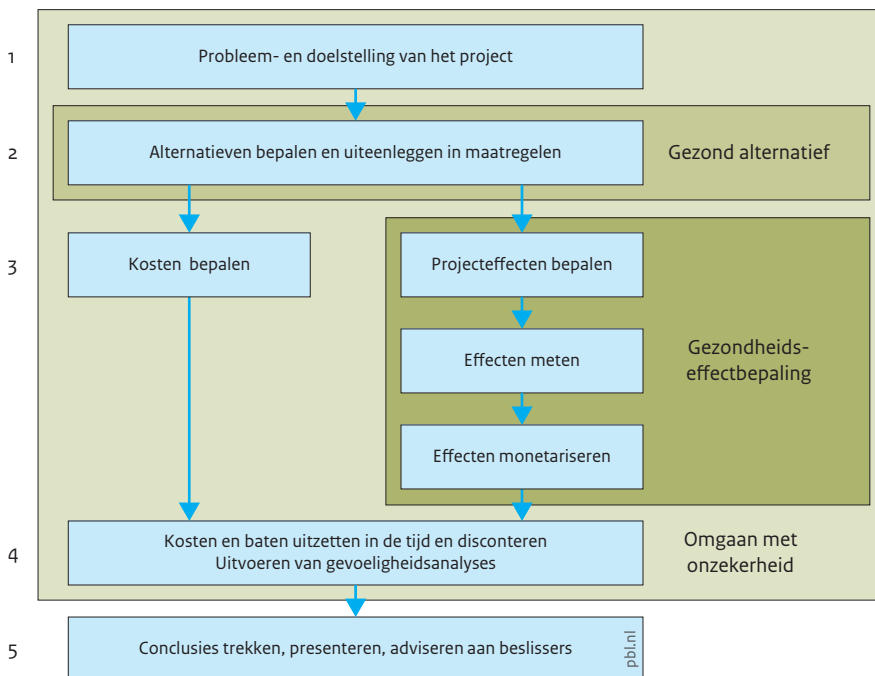 1
Probleem- en doelstelling van het project
2
Alternatieven bepalen en uiteenleggen in maatregelen
Gezond alternatief
3
Kosten bepalen
Projecteffecten bepalen
Effecten meten
Gezondheids-
effectbepaling
Effecten monetariseren
4
Kosten en baten uitzetten in de tijd en disconteren
Uitvoeren van gevoeligheidsanalyses
Omgaan met
onzekerheid
5
Conclusies trekken, presenteren, adviseren aan beslissers
pbl.nl